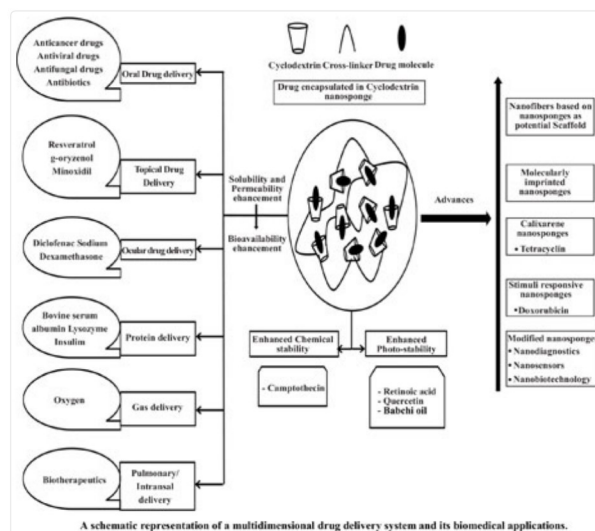 Anticancer drugs
Antiviral drugs
Antifungal drugs
Antibiotics
Oral Drug delivery
Resveratrol
g-oryzenol
Minoxidil
Topical Drug
Delivery
Diclofenac Sodium
Dexamethasone
Ocular drug delivery
Bovine serum
albumin Lysozyme
Insulim
Protein delivery
Oxygen
Gas delivery
Biotherapeutics
Pulmonary/
Intransal
delivery
Solubility and
Permeability
ehancement
Bioavailability
ehancement
Cyclodextrin Cross-linker Drug molecule
Drug encapsulated in Cyclodextrin
nanosponge
Enhanced Chemical
stability
- Camptothecin
Enhanced
Photo-stability
- Retinoic acid
- Quercetin
- Babchi oil
Advances
Nanofibers based on
nanosponges as
potential Scaffold
Molecularly
imprinted nanosponges
Calixarene
nanosponges
• Tetracyclin
Stimuli responsive
nanosponges
• Doxorubicin
Modified nanosponge
• Nanodiagnostics
• Nanosensors
• Nanobiotechnology
A schematic representation of a multidimensional drug delivery system and its biomedical applications.